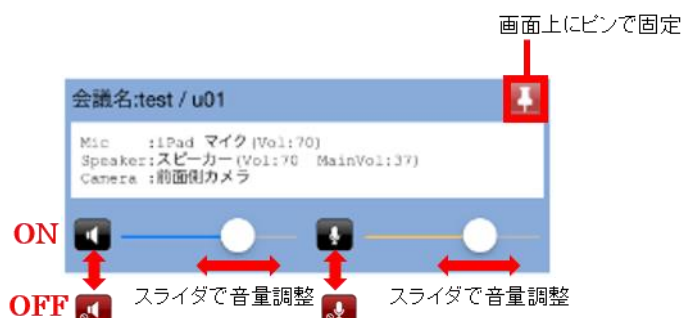 画面上にピンで固定
会議名:test / u01
Mic :iPad マイク(Vol:70)
Speaker:スピーカー(Vol:70 MainVol:37)
Camera :前面側カメラ
ON
スライダで音量調整 スライダで音量調整
OFF